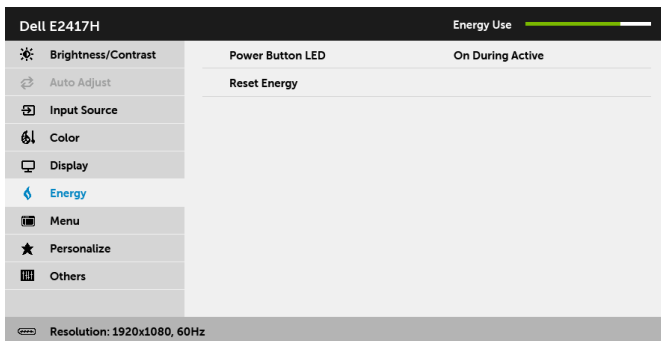 Dell E2417H Energy Use
Brightness/Contrast Power Button LED On During Active
Auto Adjust Reset Energy
Input Source
Color
Display
Energy
Menu
Personalize
Others
Resolution: 1920x1080, 60Hz